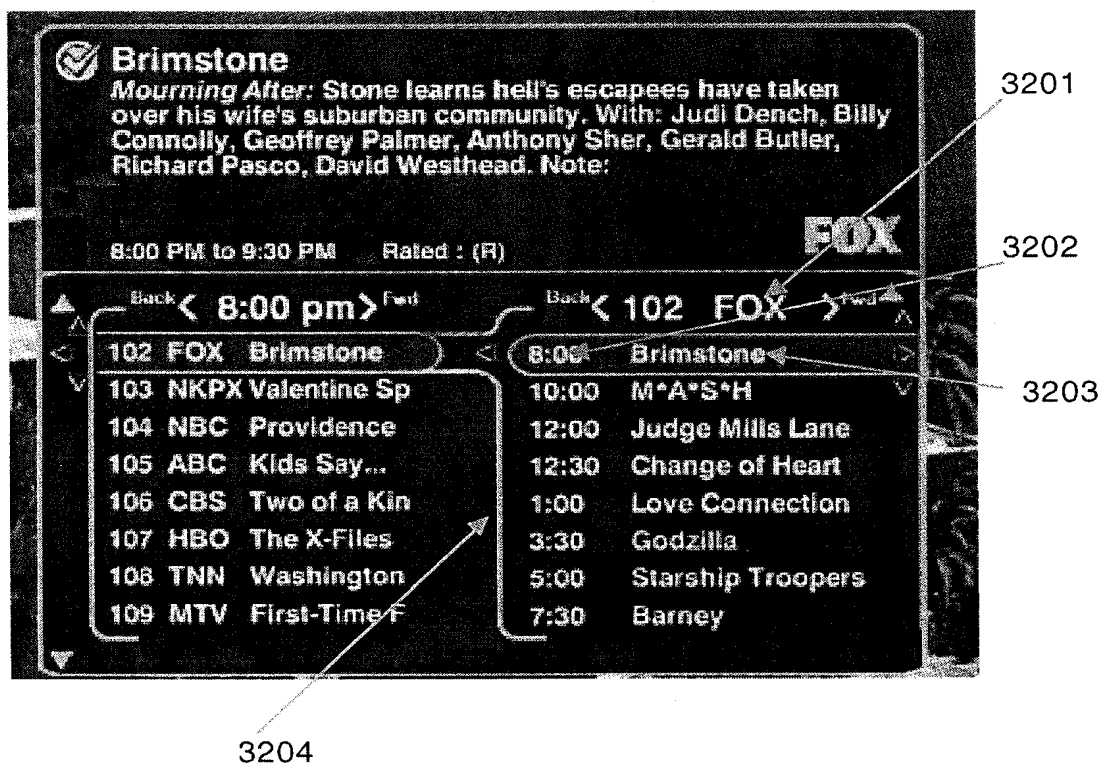 Brimstone
Mourning After: Stone learns hell's escapees have taken
over his wife's suburban community. With: Judi Dench, Billy
Connolly, Geoffrey Palmer, Anthony Sher, Gerald Butler,
Richard Pasco, David Westhead. Note:
FOX
8:00 PM to 9:30 PM Rated : (R)
Back < 8:00 pm > Fwd
102 FOX Brimstone
103 NKPX Valentine Sp
104 NBC Providence
105 ABC Kids Say...
106 CBS Two of a Kin
107 HBO The X-Files
108 TNN Washington
109 MTV First-Time F
Back < 102 FOX > Fwd
8:00 Brimstone
10:00 M*A*S*H
12:00 Judge Mills Lane
12:30 Change of Heart
1:00 Love Connection
3:30 Godzilla
5:00 Starship Troopers
7:30 Barney
3201
3202
3203
3204